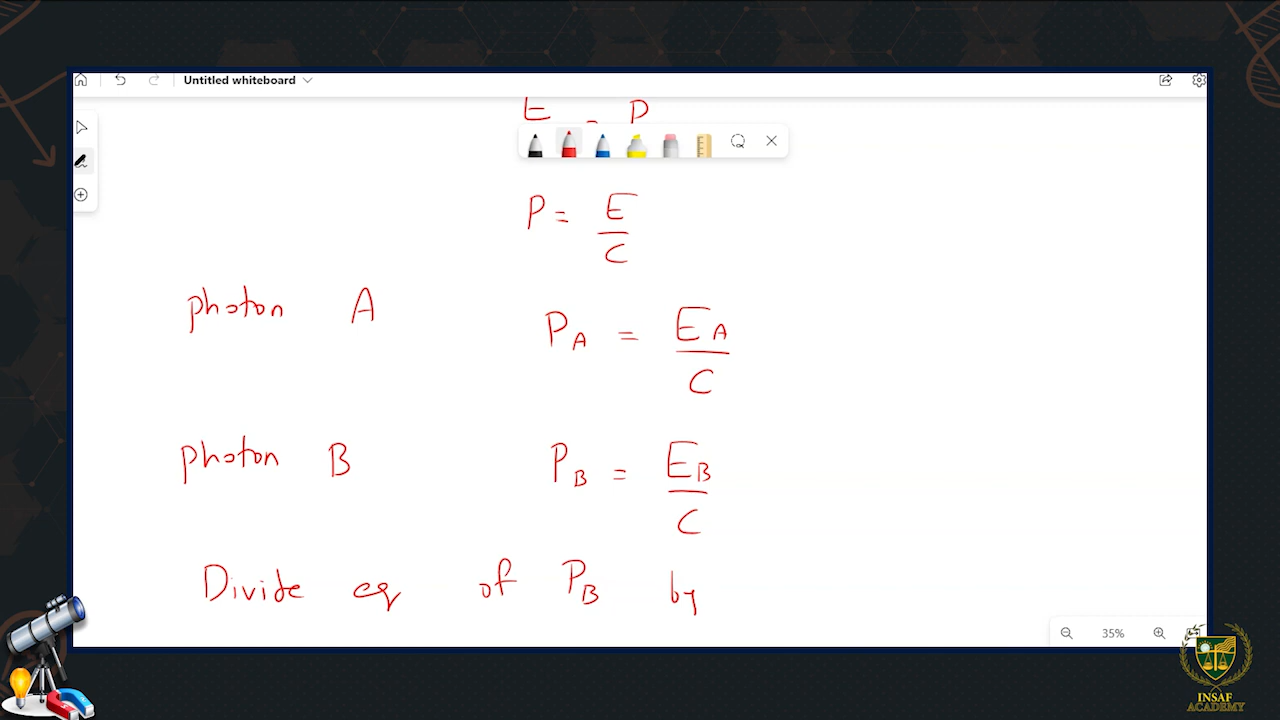 Untitled whiteboard
E = P
P = E/C
photon A
P_A = E_A/C
photon B
P_B = E_B/C
Divide eq of P_B by
35%
INSAF
ACADEMY